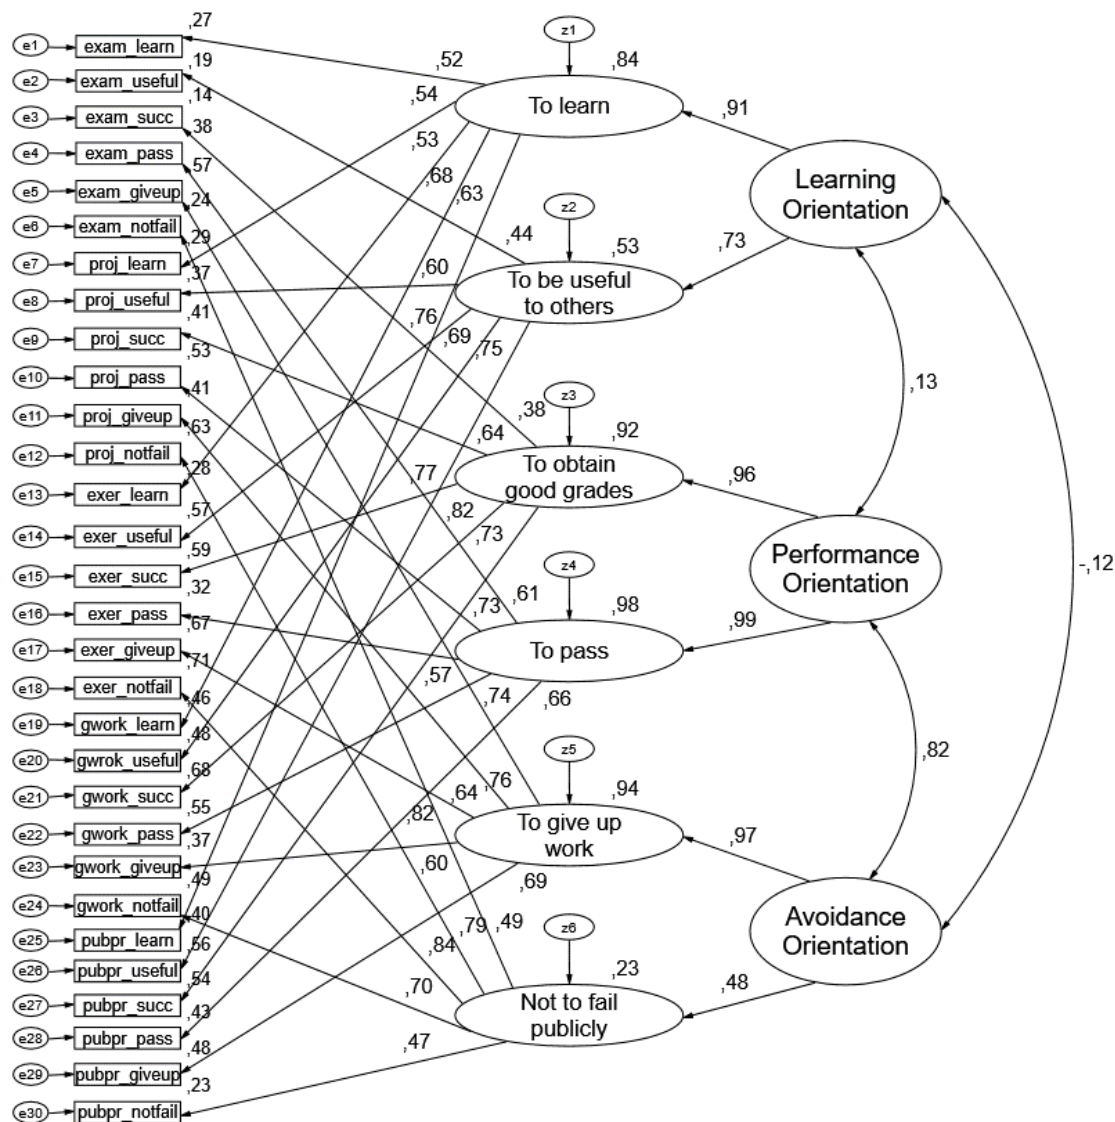 ,27
e1 exam_learn
,19
e2 exam_useful
,14
e3 exam_succ
,38
e4 exam_pass
,57
e5 exam_giveup
,24
e6 exam_notfail
,29
e7 proj_learn
,37
e8 proj_useful
,41
e9 proj_succ
,53
e10 proj_pass
,41
e11 proj_giveup
,63
e12 proj_notfail
,28
e13 exer_learn
,57
e14 exer_useful
,59
e15 exer_succ
,32
e16 exer_pass
,67
e17 exer_giveup
,71
e18 exer_notfail
,46
e19 gwork_learn
,48
e20 gwrok_useful
,68
e21 gwork_succ
,55
e22 gwork_pass
,37
e23 gwork_giveup
,49
e24 gwork_notfail
,40
e25 pubpr_learn
,56
e26 pubpr_useful
,54
e27 pubpr_succ
,43
e28 pubpr_pass
,48
e29 pubpr_giveup
,23
e30 pubpr_notfail
,52
,54
,53
,68
,63
,44
,60
,76
,69
,75
,38
,64
,77
,82
,73
,61
,73
,57
,74
,66
,76
,64
,82
,60
,69
,49
,79
,84
,70
,47
z1
,84
To learn
z2
,53
To be useful
to others
z3
,92
To obtain
good grades
z4
,98
To pass
z5
,94
To give up
work
z6
,23
Not to fail
publicly
,91
,73
,96
,99
,97
,48
Learning
Orientation
Performance
Orientation
Avoidance
Orientation
,13
,82
-,12